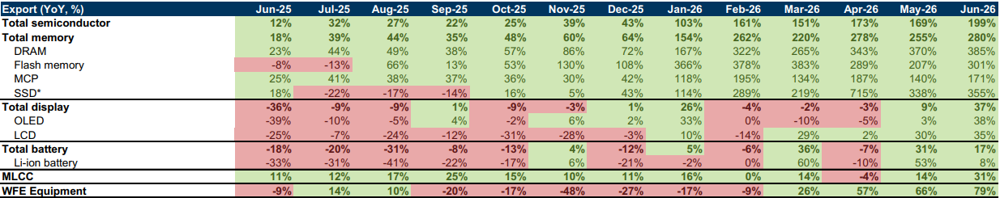 Export (YoY, %) Jun-25 Jul-25 Aug-25 Sep-25 Oct-25 Nov-25 Dec-25 Jan-26 Feb-26 Mar-26 Apr-26 May-26 Jun-26
Total semiconductor 12% 32% 27% 22% 25% 39% 43% 103% 161% 151% 173% 169% 199%
Total memory 18% 39% 44% 35% 48% 60% 64% 154% 262% 220% 278% 255% 280%
DRAM 23% 44% 49% 38% 57% 86% 72% 167% 322% 265% 343% 370% 385%
Flash memory -8% -13% 66% 13% 53% 130% 108% 366% 378% 383% 289% 207% 301%
MCP 25% 41% 38% 37% 36% 30% 42% 118% 195% 134% 187% 140% 171%
SSD* 18% -22% -17% -14% 16% 5% 43% 114% 289% 219% 715% 338% 355%
Total display -36% -9% -9% 1% -9% -3% 1% 26% -4% -2% -3% 9% 37%
OLED -39% -10% -5% 4% -2% 6% 2% 33% 0% -10% -5% 3% 38%
LCD -25% -7% -24% -12% -31% -28% -3% 10% -14% 29% 2% 30% 35%
Total battery -18% -20% -31% -8% -13% 4% -12% 5% -6% 36% -7% 31% 17%
Li-ion battery -33% -31% -41% -22% -17% 6% -21% -2% 0% 60% -10% 53% 8%
MLCC 11% 12% 17% 25% 15% 10% 11% 16% 0% 14% -4% 14% 31%
WFE Equipment -9% 14% 10% -20% -17% -48% -27% -17% -9% 26% 57% 66% 79%